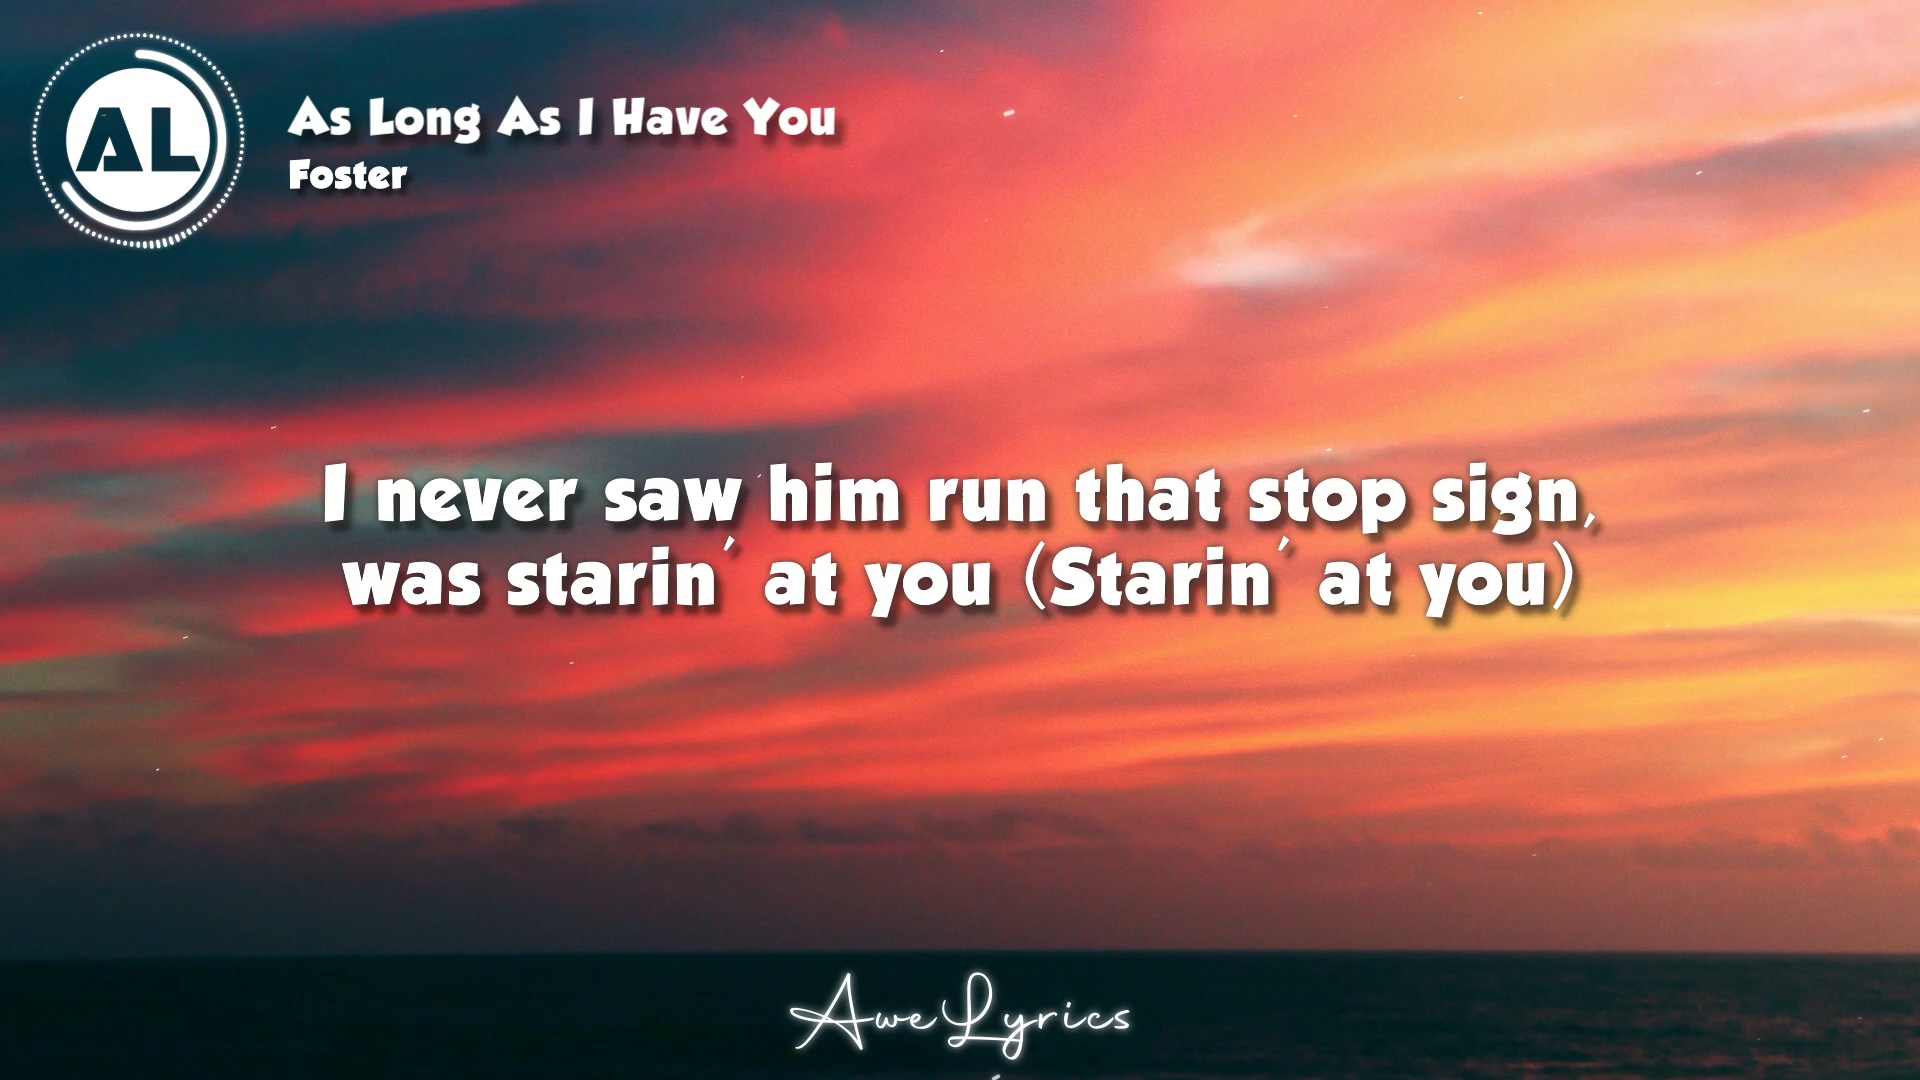 AL
As Long As I Have You
Foster
I never saw him run that stop sign,
was starin' at you (Starin' at you)
AweLyrics